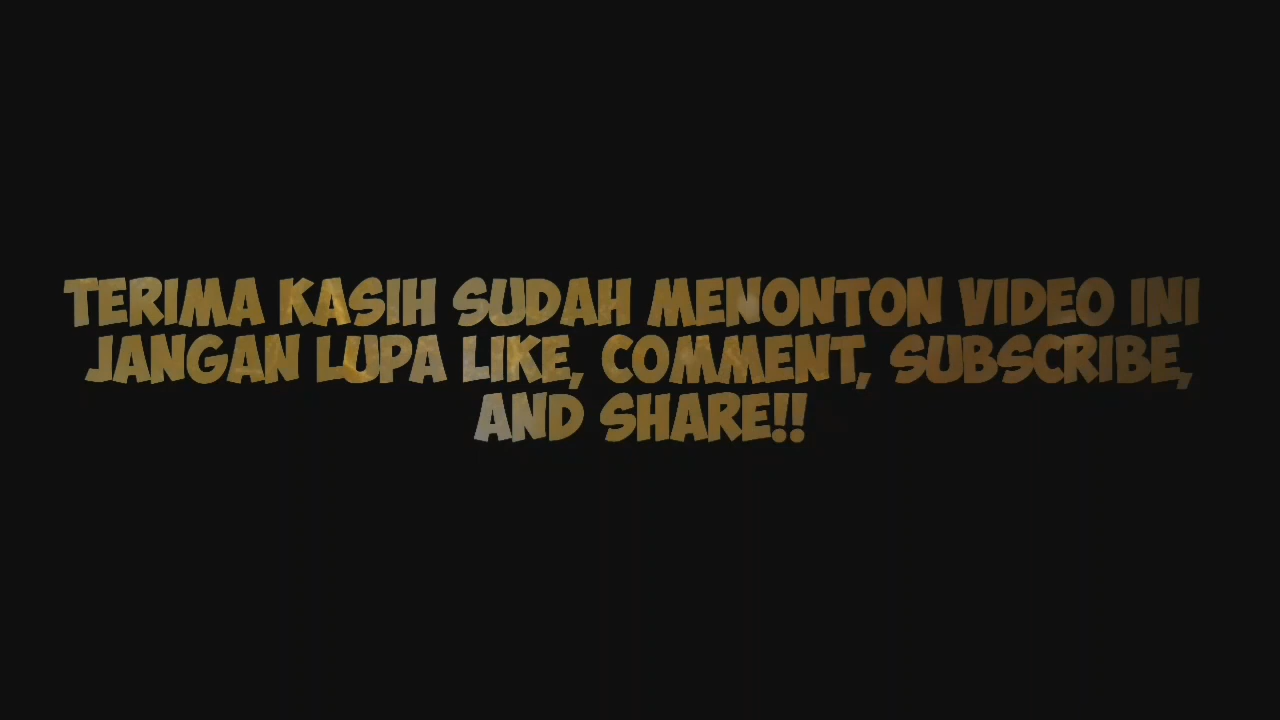 TERIMA KASIH SUDAH MENONTON VIDEO INI
JANGAN LUPA LIKE, COMMENT, SUBSCRIBE,
AND SHARE!!